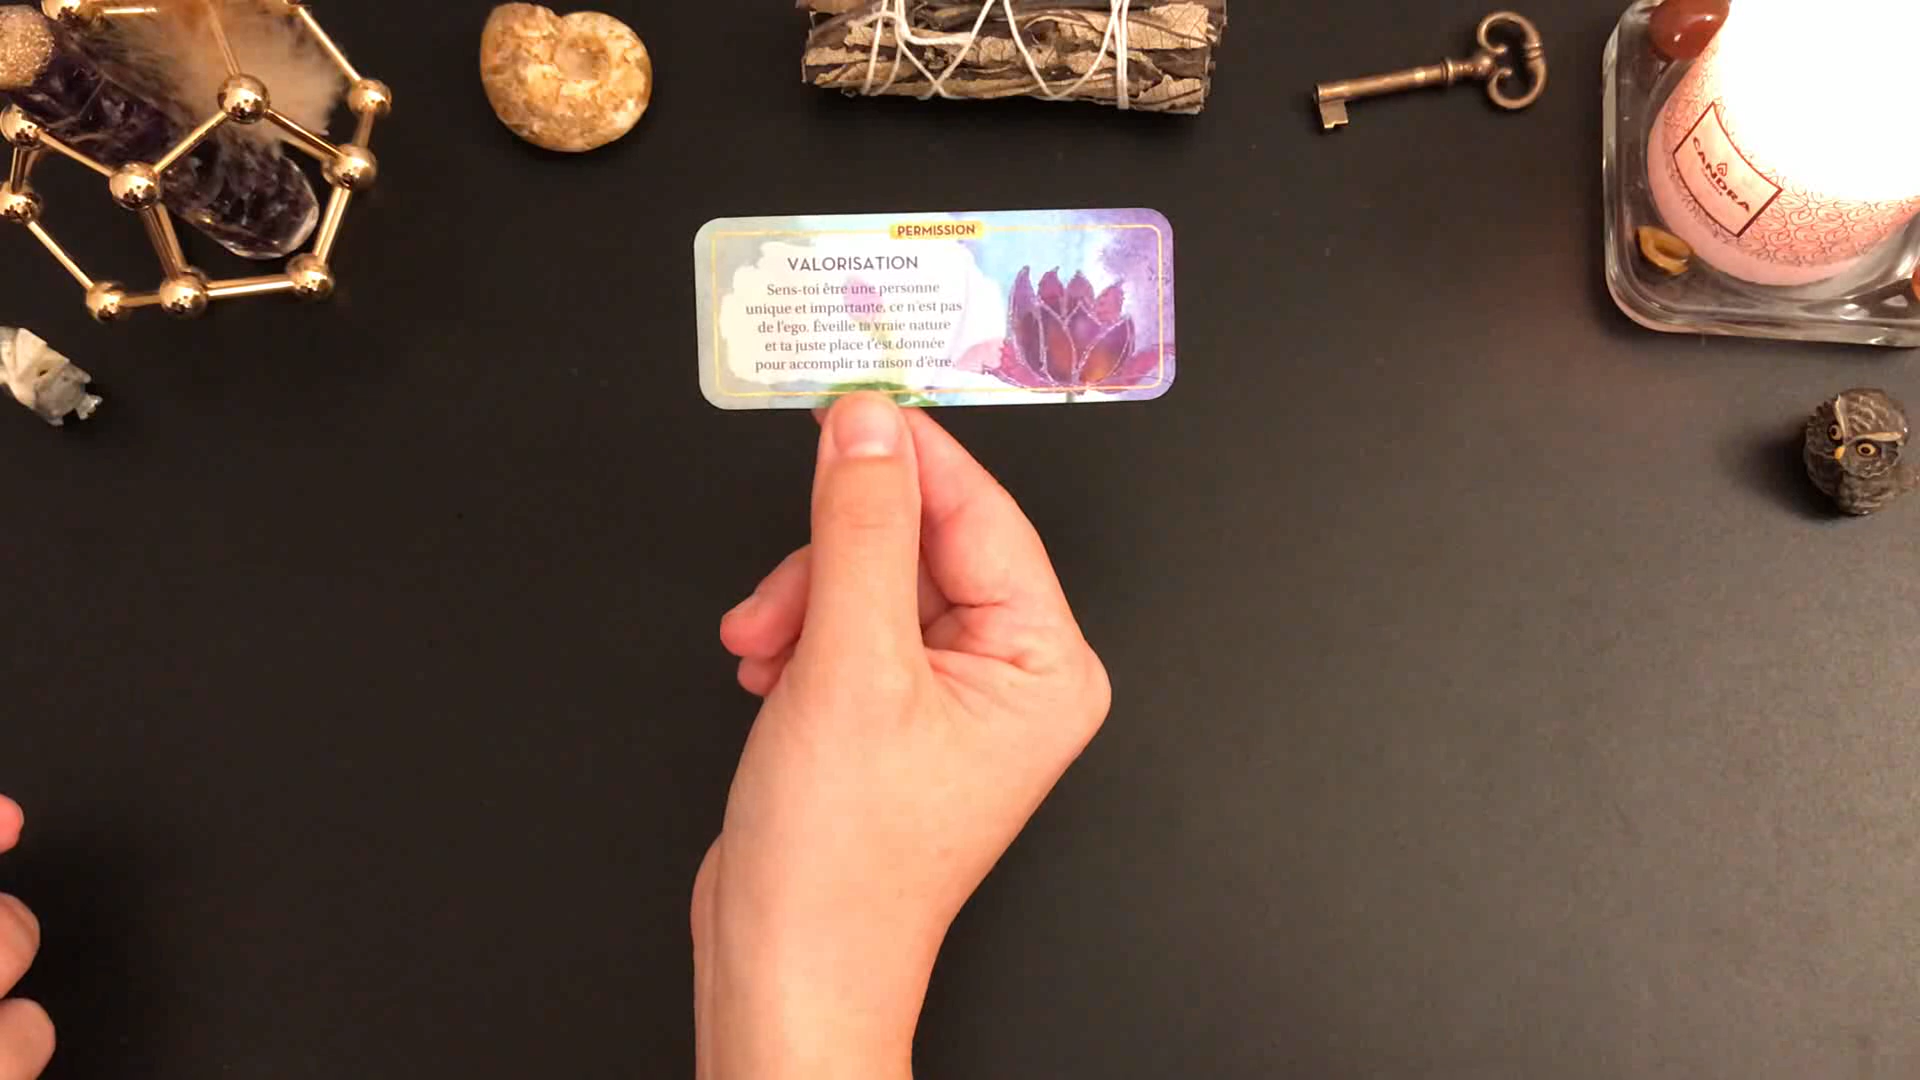 PERMISSION
VALORISATION
Sens-toi être une personne
unique et importante, ce n'est pas
de l'ego. Éveille ta vraie nature
et ta juste place t'est donnée
pour accomplir ta raison d'être.
CANDRA